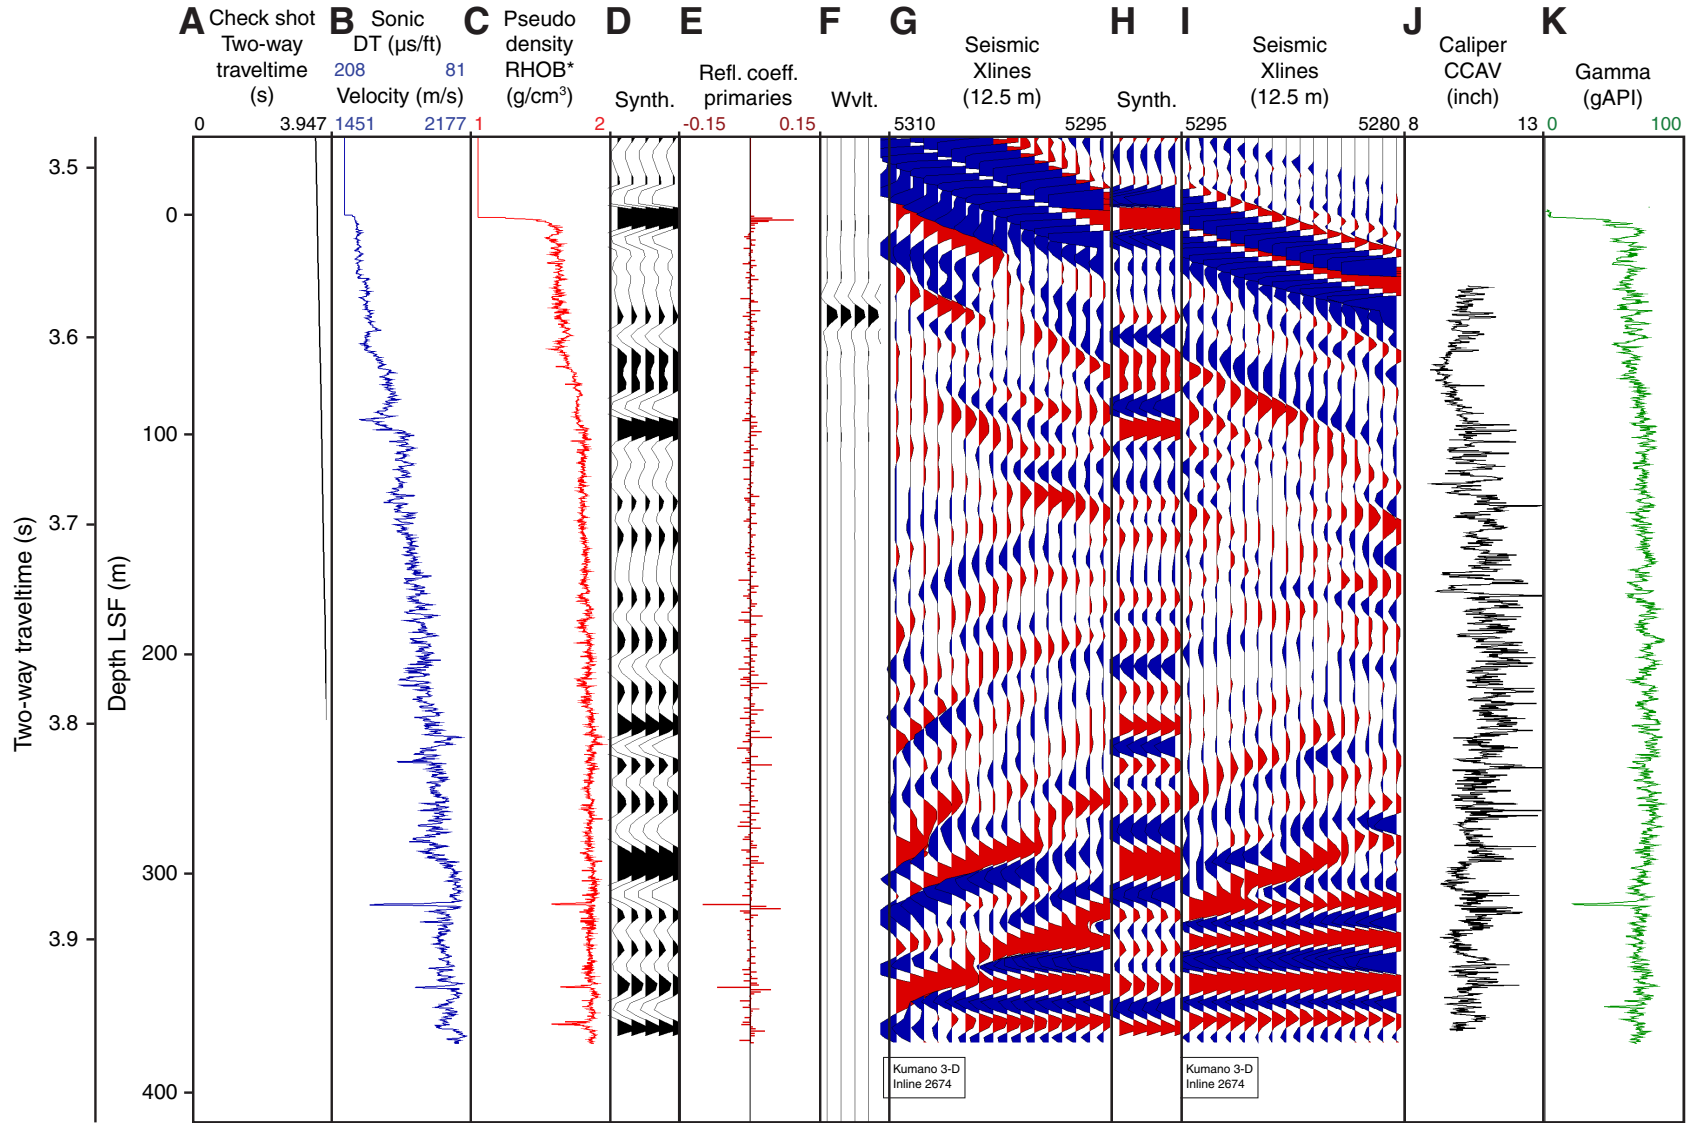 A
Check shot
Two-way
traveltime
(s)
0 3.947
B
Sonic
DT (µs/ft)
208 81
Velocity (m/s)
1451 2177
C
Pseudo
density
RHOB*
(g/cm³)
1 2
D
Synth.
E
Refl. coeff.
primaries
-0.15 0.15
F
Wvlt.
G
Seismic
Xlines
(12.5 m)
5310 5295
H
Synth.
I
Seismic
Xlines
(12.5 m)
5295 5280
J
Caliper
CCAV
(inch)
8 13
K
Gamma
(gAPI)
0 100
Two-way traveltime (s)
3.5
3.6
3.7
3.8
3.9
Depth LSF (m)
0
100
200
300
400
Kumano 3-D
Inline 2674
Kumano 3-D
Inline 2674